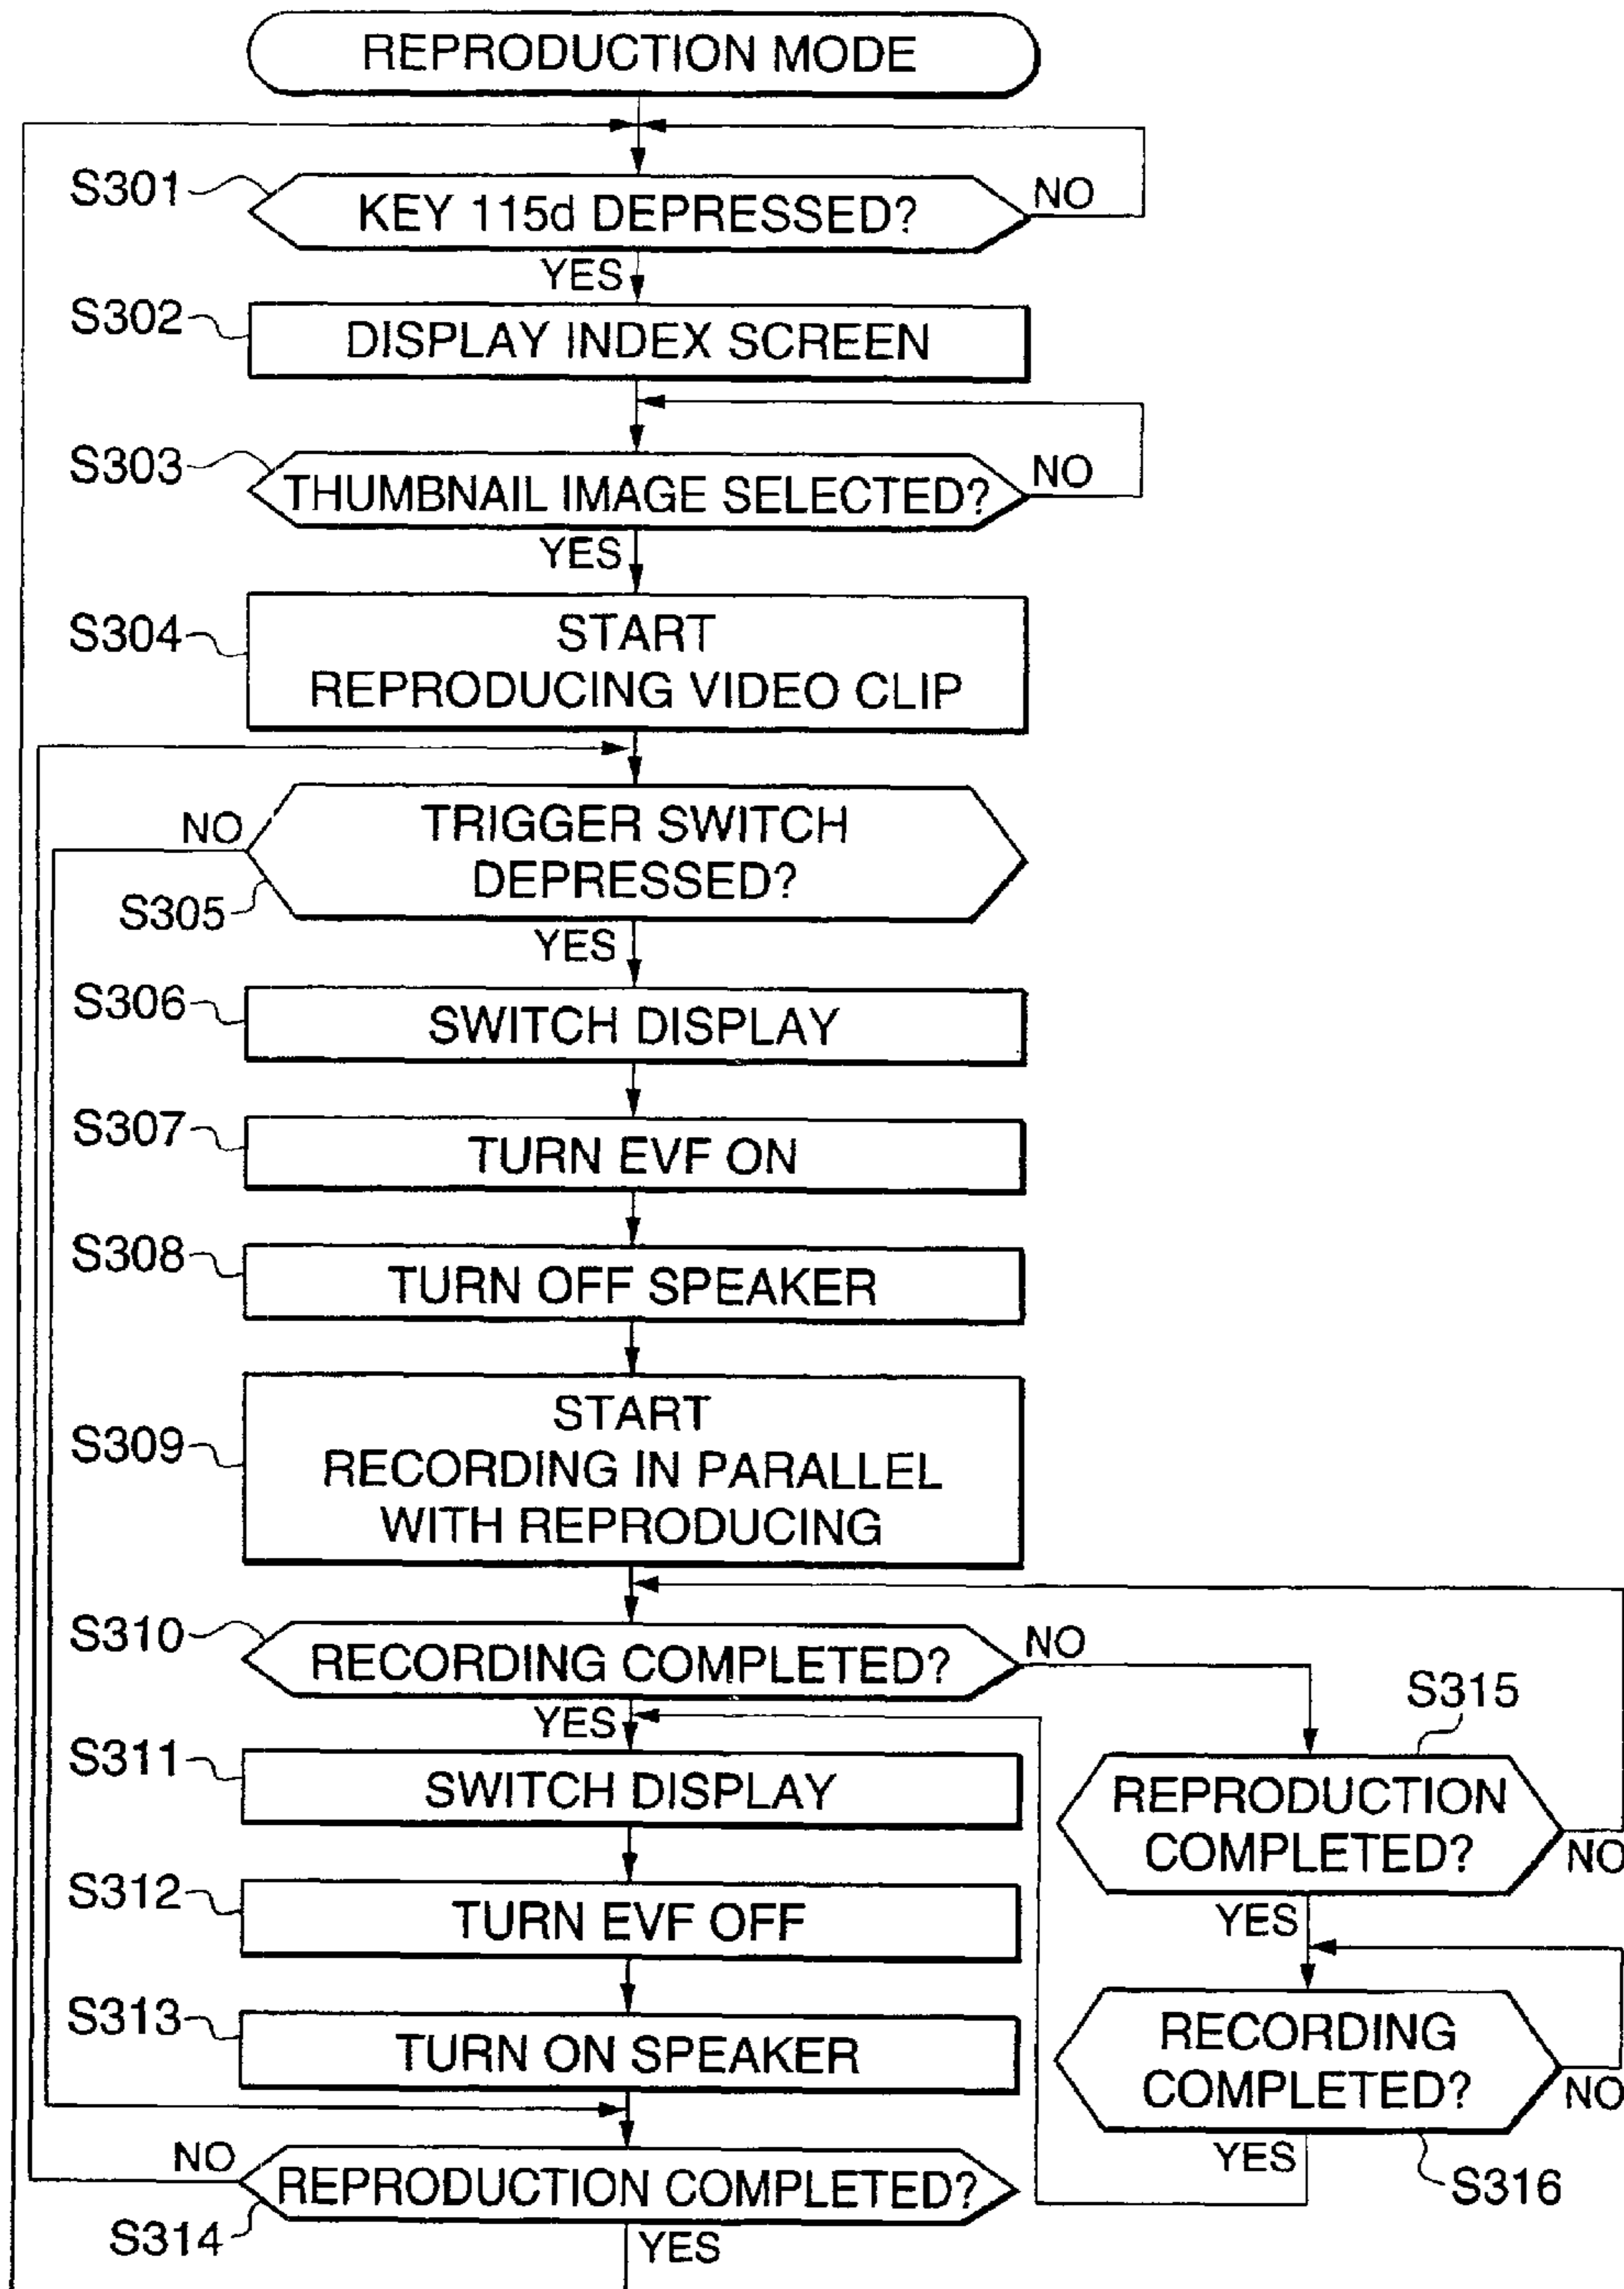 REPRODUCTION MODE
S301
KEY 115d DEPRESSED?
NO
YES
S302
DISPLAY INDEX SCREEN
S303
THUMBNAIL IMAGE SELECTED?
NO
YES
S304
START
REPRODUCING VIDEO CLIP
NO
TRIGGER SWITCH
DEPRESSED?
S305
YES
S306
SWITCH DISPLAY
S307
TURN EVF ON
S308
TURN OFF SPEAKER
S309
START
RECORDING IN PARALLEL
WITH REPRODUCING
S310
RECORDING COMPLETED?
NO
YES
S315
REPRODUCTION
COMPLETED?
NO
YES
S311
SWITCH DISPLAY
S312
TURN EVF OFF
S313
TURN ON SPEAKER
RECORDING
COMPLETED?
NO
YES
S316
NO
REPRODUCTION COMPLETED?
S314
YES